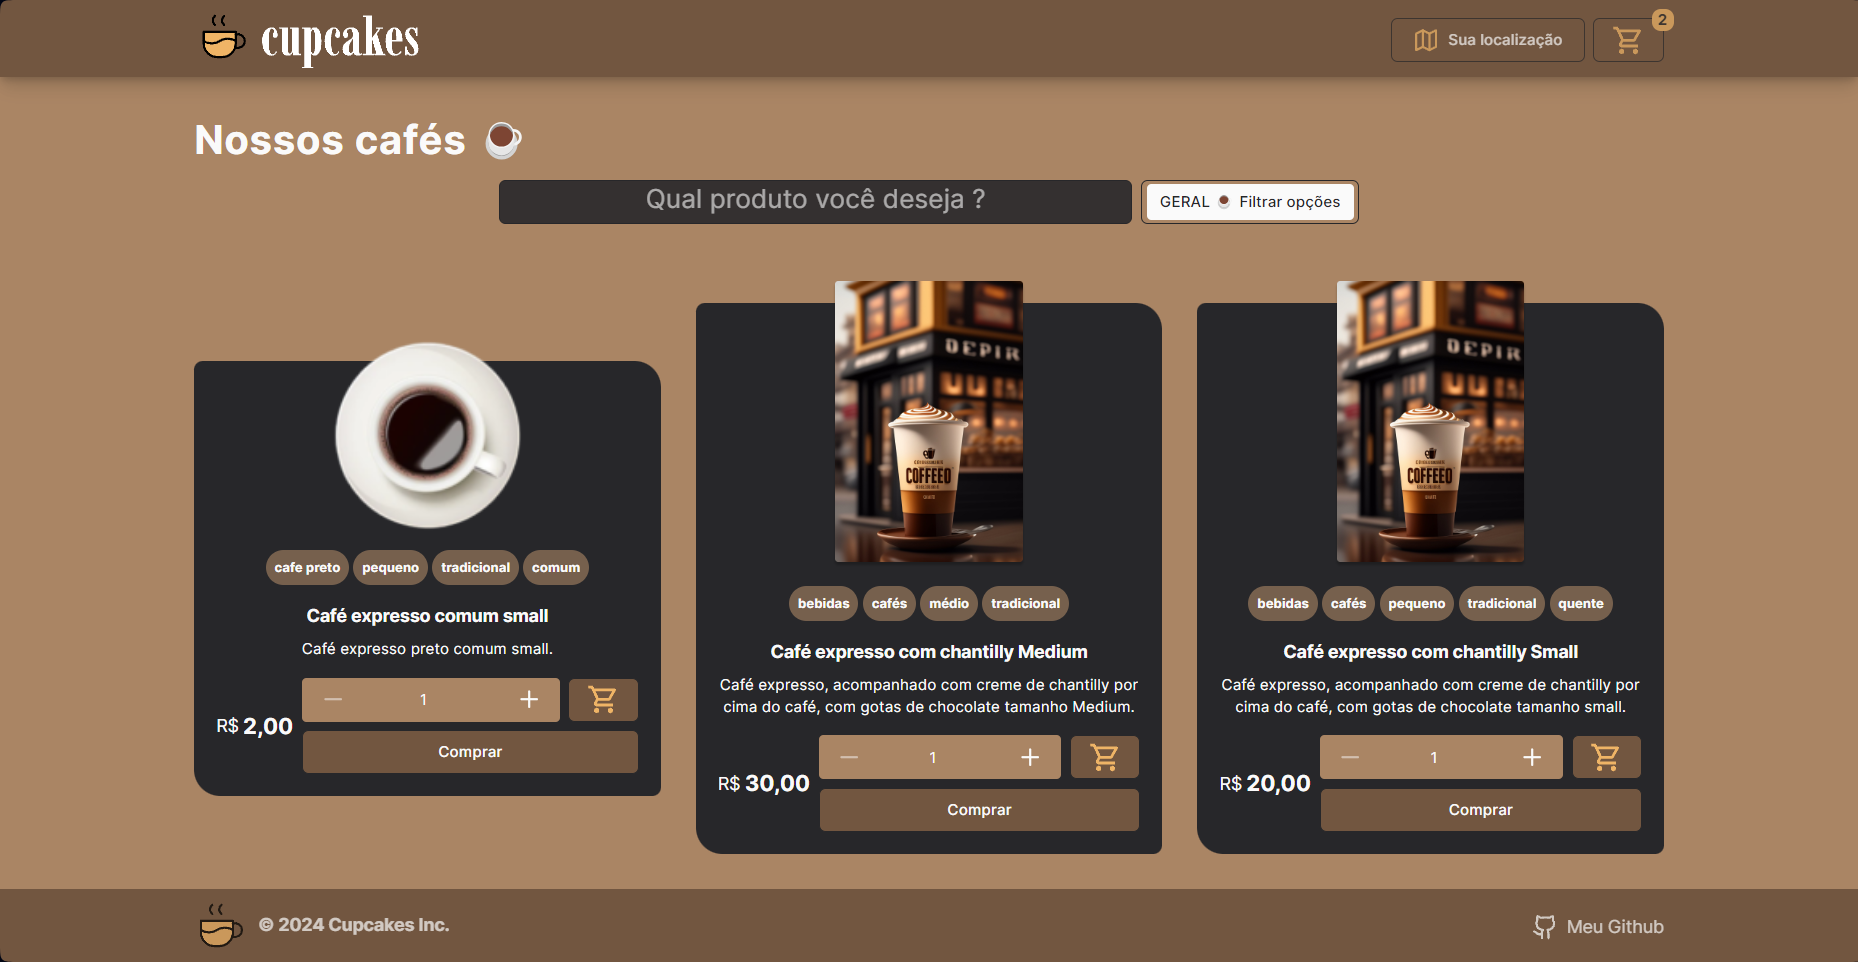 cupcakes
Sua localização
2
Nossos cafés
Qual produto você deseja ?
GERAL ☕ Filtrar opções
cafe preto pequeno tradicional comum
Café expresso comum small
Café expresso preto comum small.
R$ 2,00
1
Comprar
DEPIR
COFFEEO
bebidas cafés médio tradicional
Café expresso com chantilly Medium
Café expresso, acompanhado com creme de chantilly por
cima do café, com gotas de chocolate tamanho Medium.
R$ 30,00
1
Comprar
DEPIR
COFFEEO
bebidas cafés pequeno tradicional quente
Café expresso com chantilly Small
Café expresso, acompanhado com creme de chantilly por
cima do café, com gotas de chocolate tamanho small.
R$ 20,00
1
Comprar
© 2024 Cupcakes Inc.
Meu Github